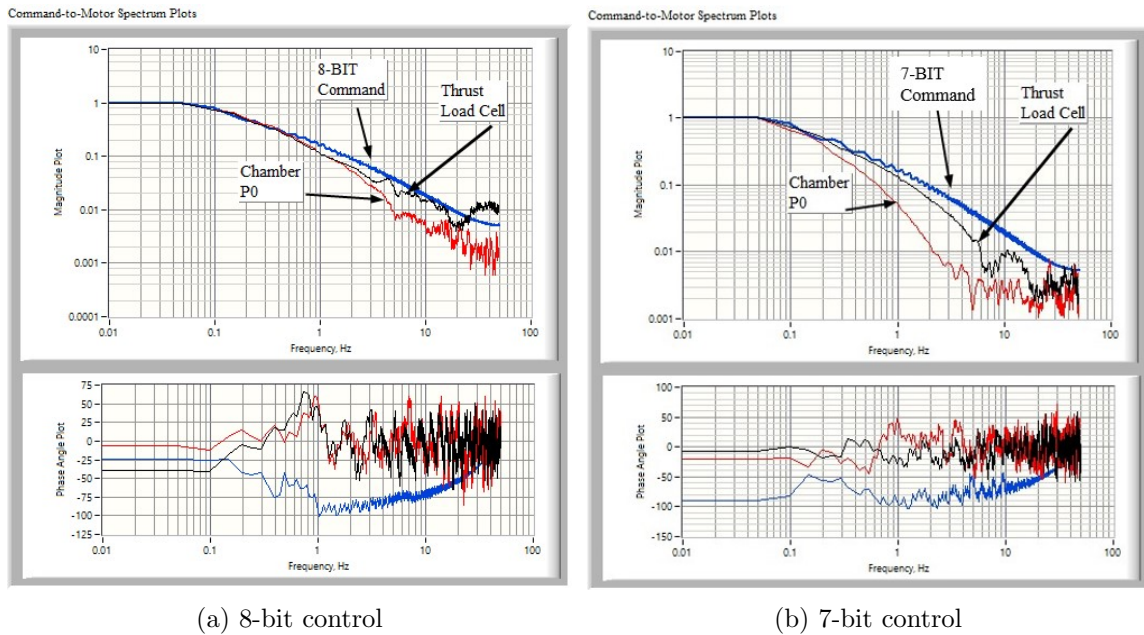 Command-to-Motor Spectrum Plots
10
1
0.1
0.01
0.001
0.0001
Magnitude Plot
8-BIT
Command
Thrust
Load Cell
Chamber
P0
0.01
0.1
1
10
100
Frequency, Hz
75
50
25
0
-25
-50
-75
-100
-125
Phase Angle Plot
0.01
0.1
1
10
100
Frequency, Hz
(a) 8-bit control
Command-to-Motor Spectrum Plots
10
1
0.1
0.01
0.001
Magnitude Plot
7-BIT
Command
Thrust
Load Cell
Chamber
P0
0.01
0.1
1
10
100
Frequency, Hz
100
50
0
-50
-100
-150
Phase Angle Plot
0.01
0.1
1
10
100
Frequency, Hz
(b) 7-bit control